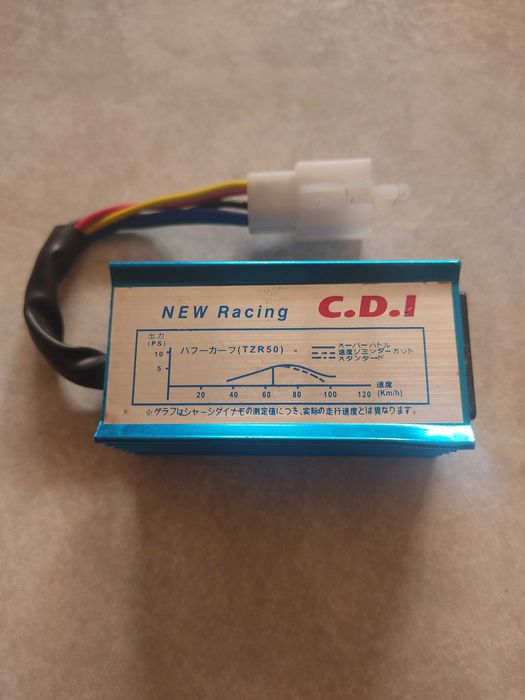 NEW Racing C.D.I
出力
(PS)
ハフーカーフ(TZR50)
スーパーハトル
速度リミッターカット
スタンダード
10
5
速度
20 40 60 80 100 120 (Km/h)
※グラフはシャーシダイナモの測定値につき、実際の走行速度とは異なります。